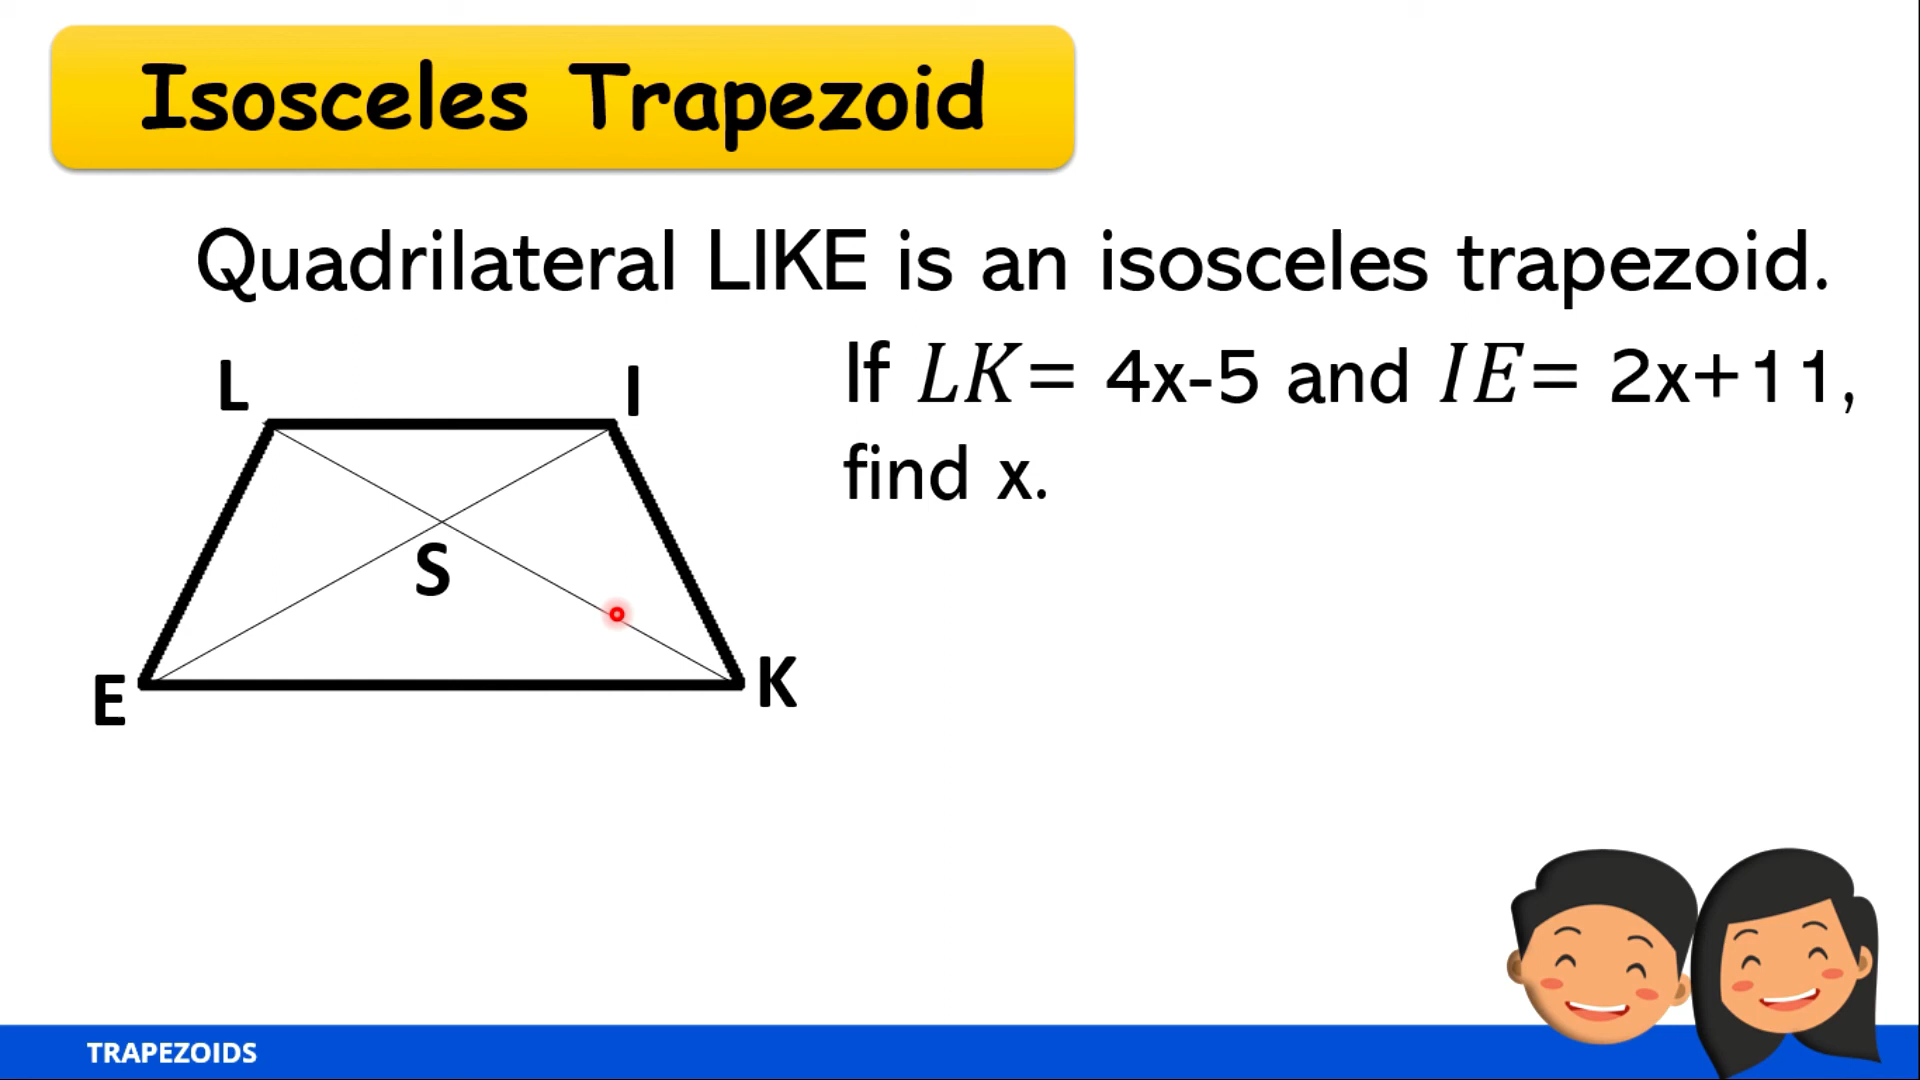 Isosceles Trapezoid
Quadrilateral LIKE is an isosceles trapezoid.
If LK= 4x-5 and IE= 2x+11,
find x.
L
I
S
E
K
TRAPEZOIDS